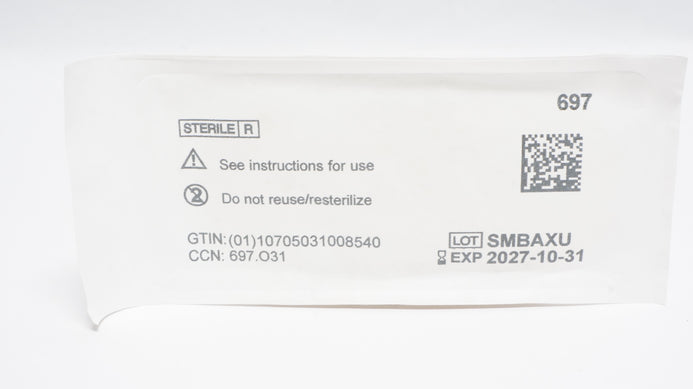 697
STERILE R
See instructions for use
Do not reuse/resterilize
GTIN:(01)10705031008540
CCN: 697.O31
LOT SMBAXU
EXP 2027-10-31